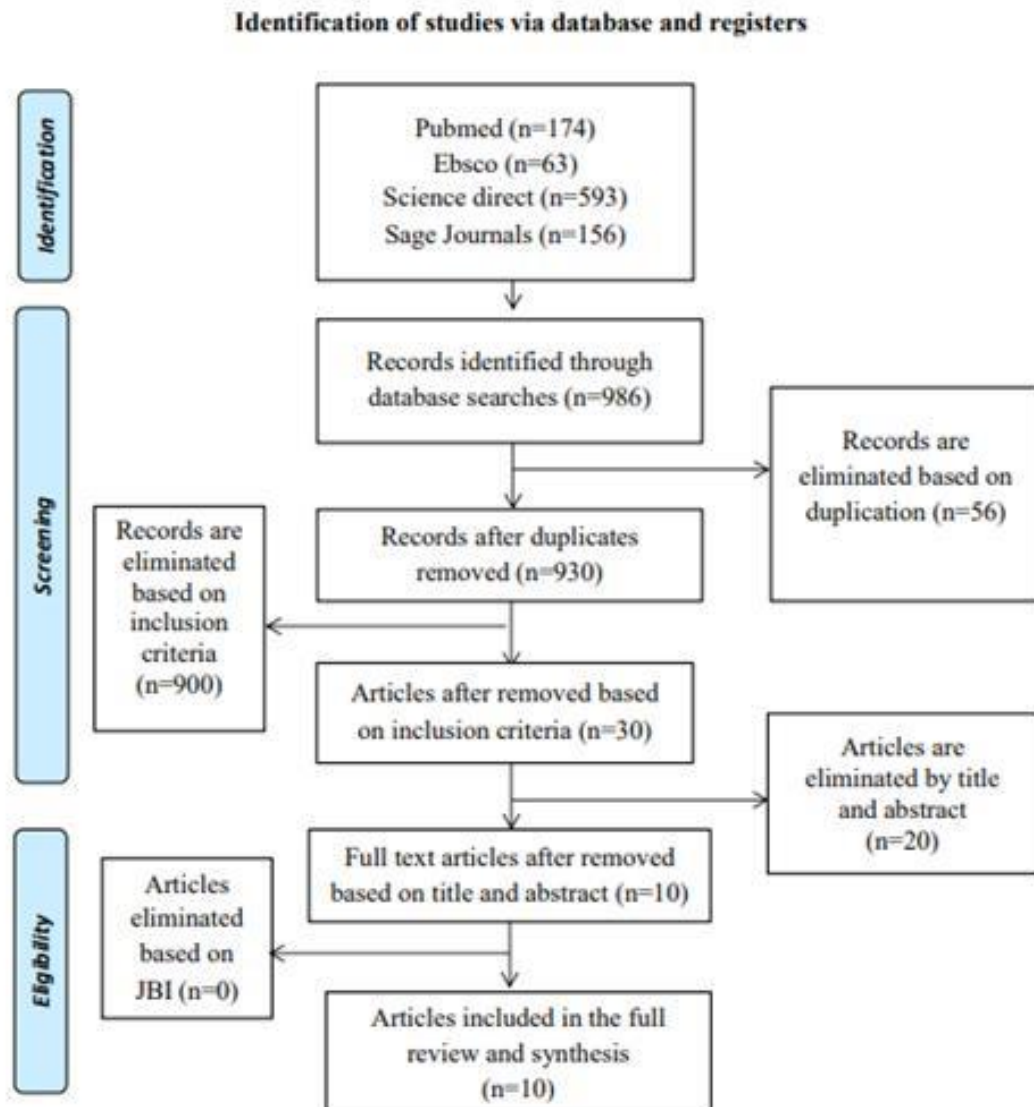 Identification of studies via database and registers
Identification
Pubmed (n=174)
Ebsco (n=63)
Science direct (n=593)
Sage Journals (n=156)
Screening
Records identified through
database searches (n=986)
Records are
eliminated based on
duplication (n=56)
Records after duplicates
removed (n=930)
Records are
eliminated
based on
inclusion
criteria
(n=900)
Articles after removed based
on inclusion criteria (n=30)
Articles are
eliminated by title
and abstract
(n=20)
Eligibility
Full text articles after removed
based on title and abstract (n=10)
Articles
eliminated
based on
JBI (n=0)
Articles included in the full
review and synthesis
(n=10)